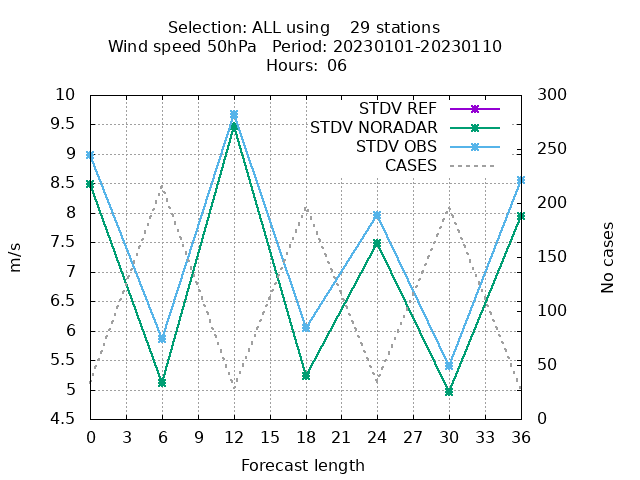 Selection: ALL using    29 stations
Wind speed 50hPa   Period: 20230101-20230110
Hours:  06
STDV REF
STDV NORADAR
STDV OBS
CASES
10
9.5
9
8.5
8
7.5
7
6.5
6
5.5
5
4.5
m/s
300
250
200
150
100
50
0
No cases
0 3 6 9 12 15 18 21 24 27 30 33 36
Forecast length